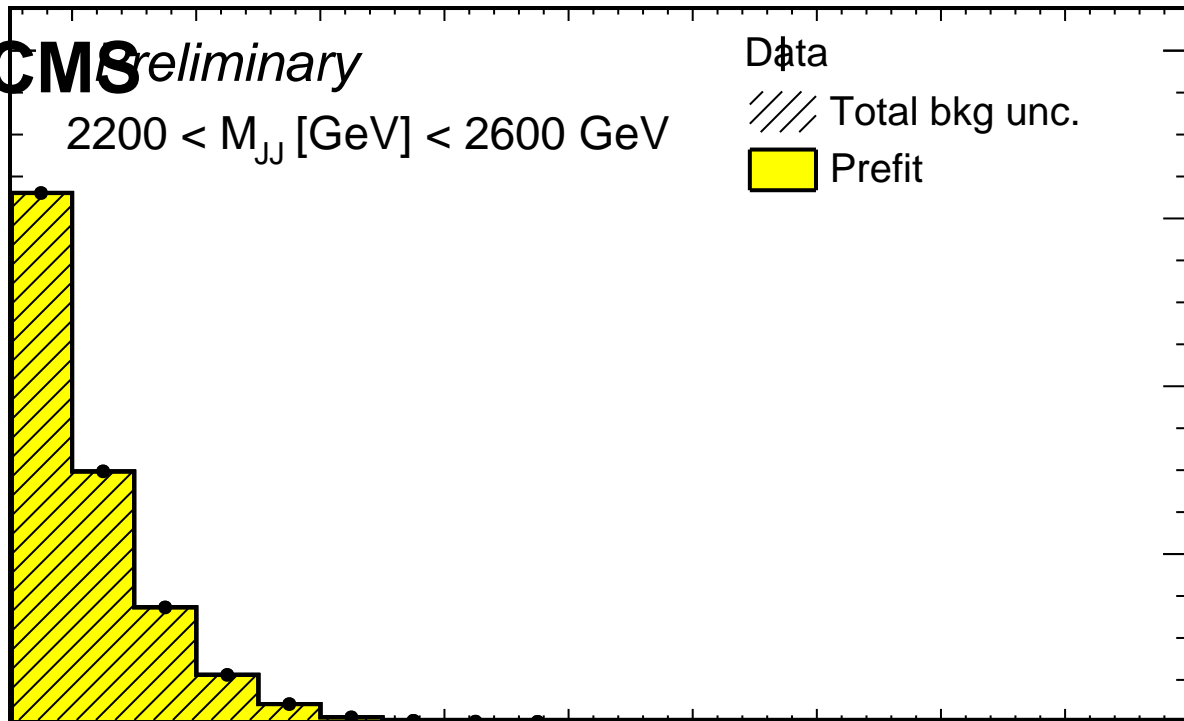 CMS Preliminary
2200 < M_JJ [GeV] < 2600 GeV
Data
Total bkg unc.
Prefit